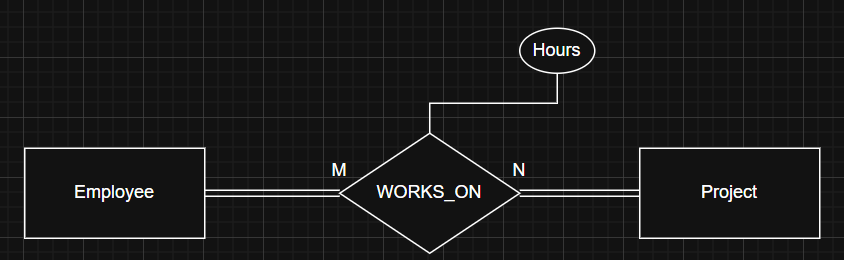 Hours
M
N
Employee
WORKS_ON
Project